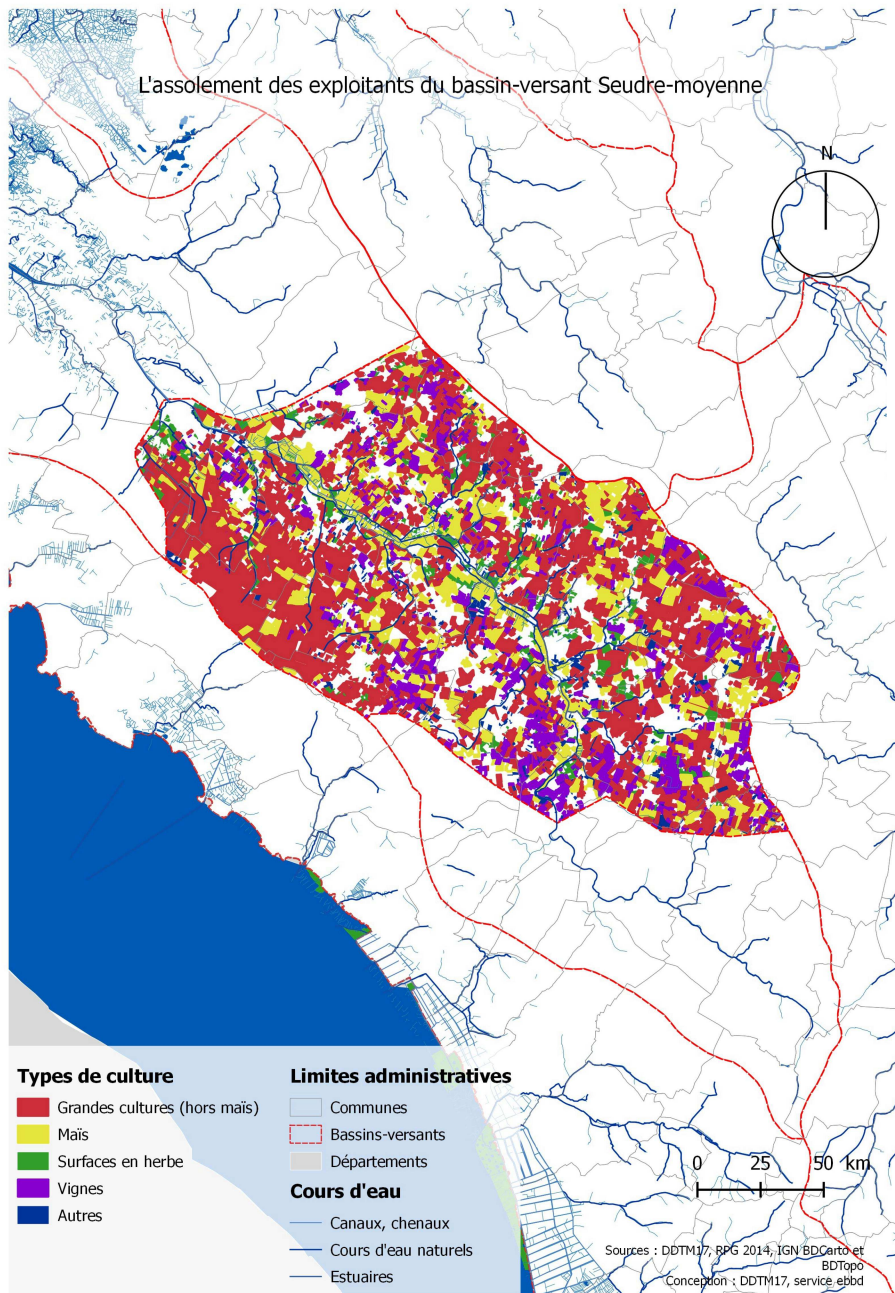 L'assolement des exploitants du bassin-versant Seudre-moyenne
N
Types de culture
Grandes cultures (hors maïs)
Maïs
Surfaces en herbe
Vignes
Autres
Limites administratives
Communes
Bassins-versants
Départements
Cours d'eau
Canaux, chenaux
Cours d'eau naturels
Estuaires
0 25 50 km
Sources : DDTM17, RPG 2014, IGN BDCarto et
BDTopo
Conception : DDTM17, service ebbd